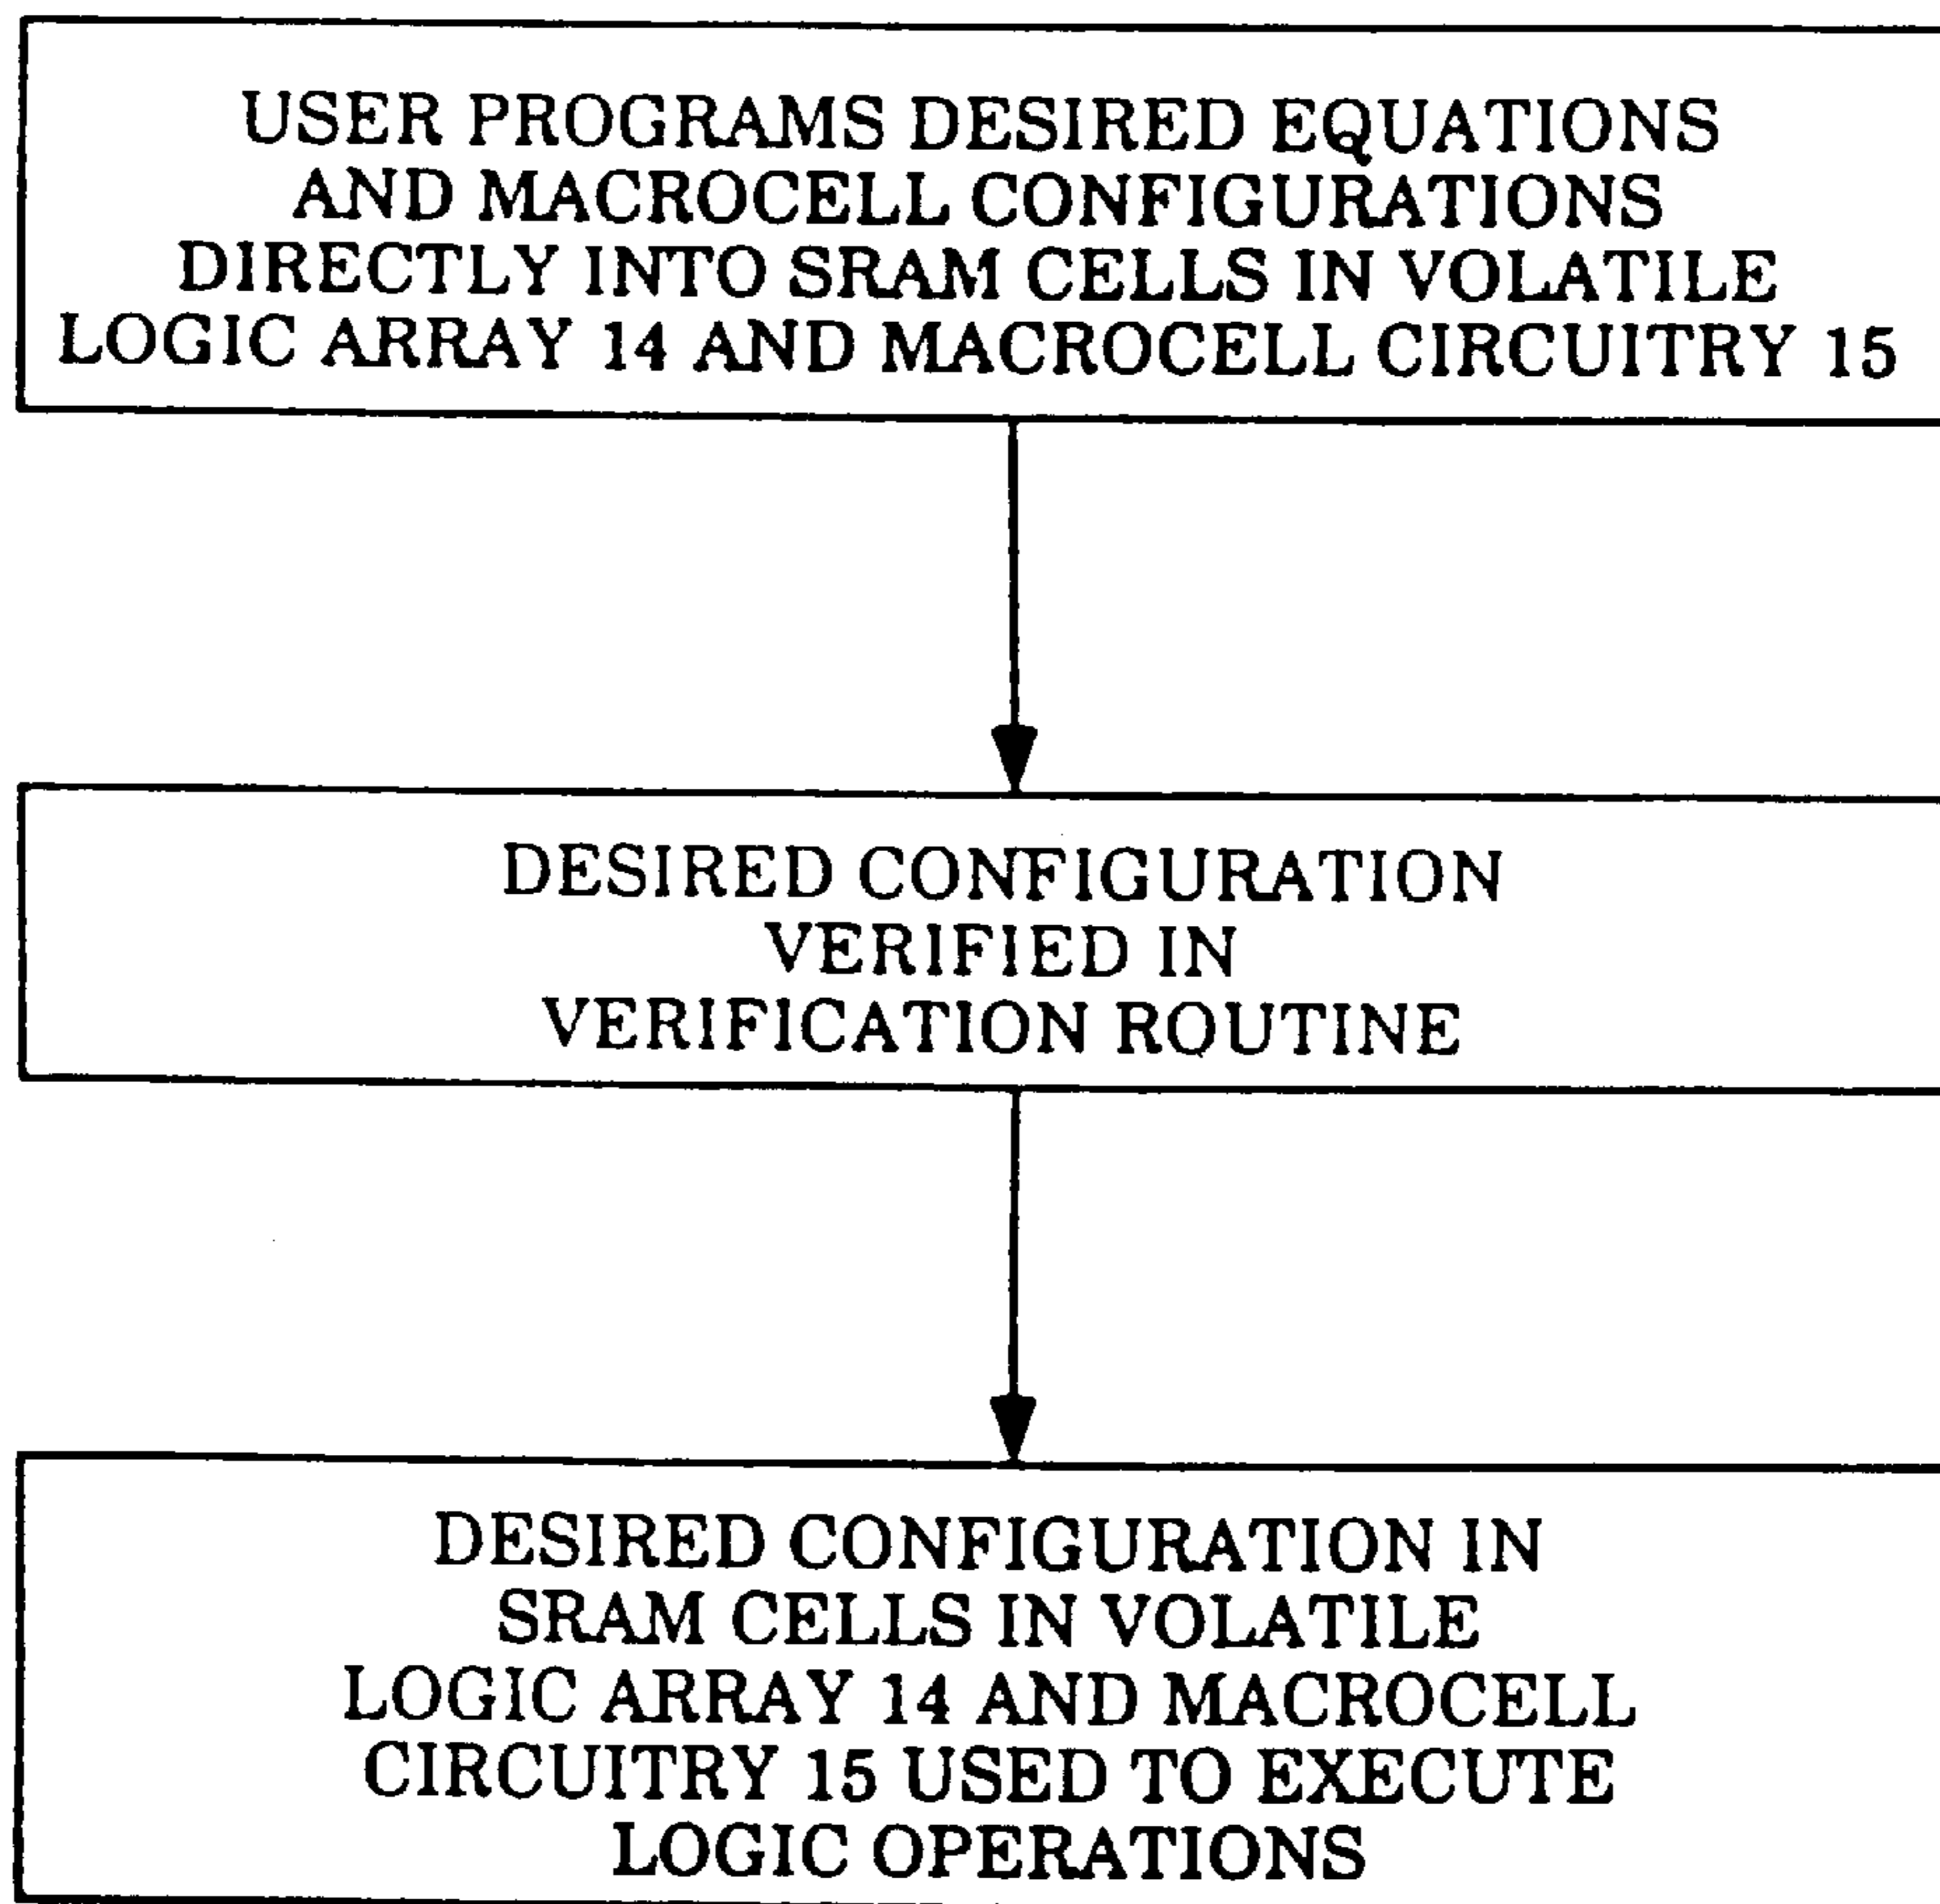 USER PROGRAMS DESIRED EQUATIONS
AND MACROCELL CONFIGURATIONS
DIRECTLY INTO SRAM CELLS IN VOLATILE
LOGIC ARRAY 14 AND MACROCELL CIRCUITRY 15
DESIRED CONFIGURATION
VERIFIED IN
VERIFICATION ROUTINE
DESIRED CONFIGURATION IN
SRAM CELLS IN VOLATILE
LOGIC ARRAY 14 AND MACROCELL
CIRCUITRY 15 USED TO EXECUTE
LOGIC OPERATIONS